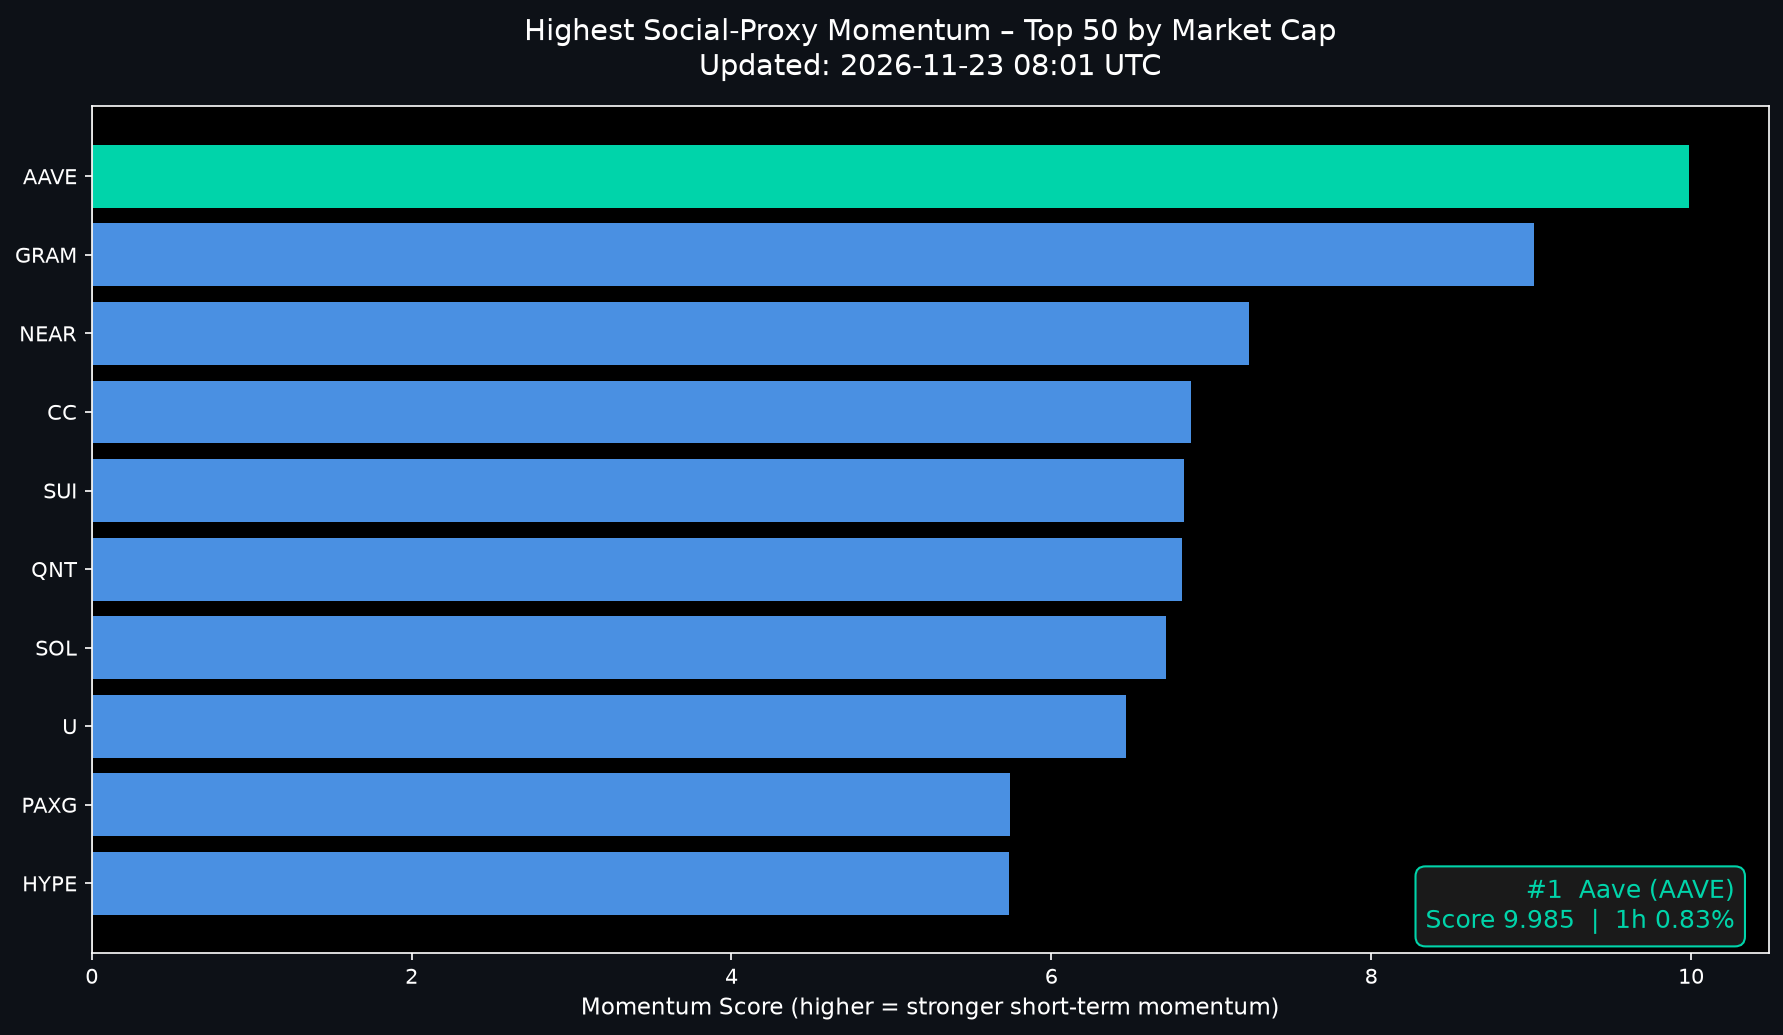 Highest Social-Proxy Momentum – Top 50 by Market Cap
Updated: 2026-11-23 08:01 UTC
AAVE
GRAM
NEAR
CC
SUI
QNT
SOL
U
PAXG
HYPE
#1 Aave (AAVE)
Score 9.985 | 1h 0.83%
0 2 4 6 8 10
Momentum Score (higher = stronger short-term momentum)